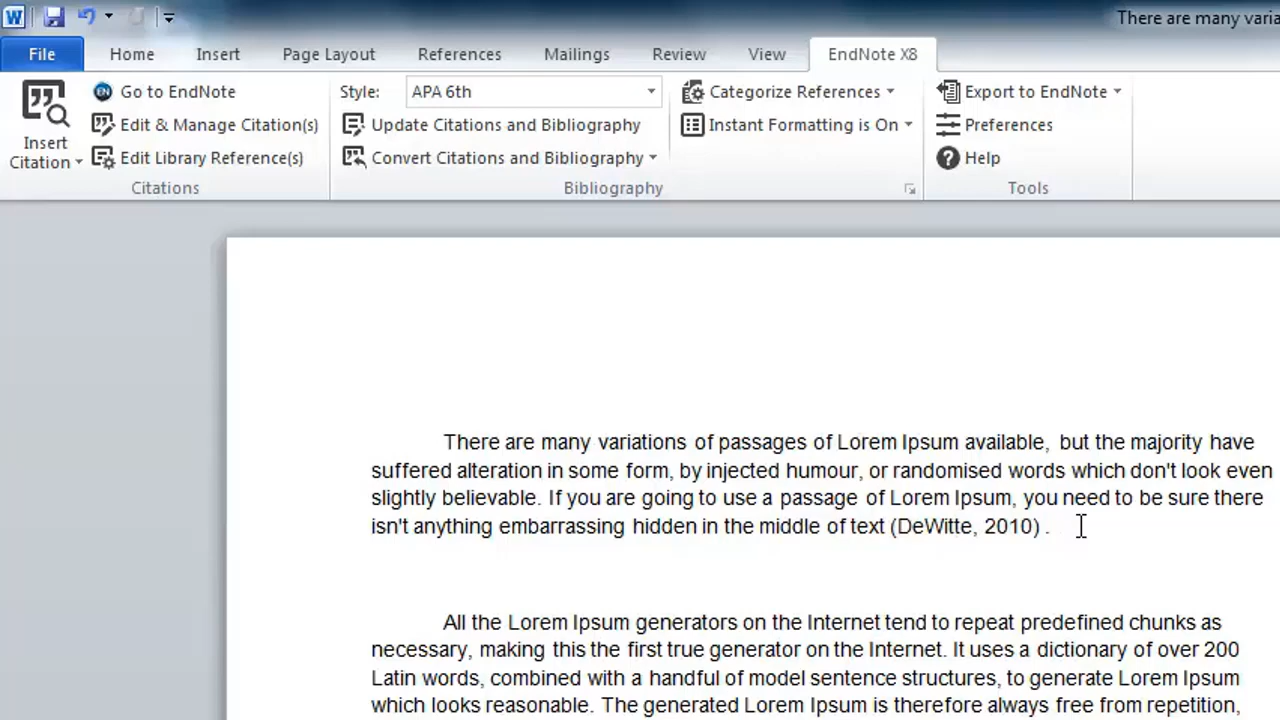 W
There are many varia
File Home Insert Page Layout References Mailings Review View EndNote X8
Insert Citation
EN Go to EndNote
Edit & Manage Citation(s)
Edit Library Reference(s)
Citations
Style: APA 6th
Update Citations and Bibliography
Convert Citations and Bibliography
Bibliography
Categorize References
Instant Formatting is On
Export to EndNote
Preferences
? Help
Tools
There are many variations of passages of Lorem Ipsum available, but the majority have
suffered alteration in some form, by injected humour, or randomised words which don't look even
slightly believable. If you are going to use a passage of Lorem Ipsum, you need to be sure there
isn't anything embarrassing hidden in the middle of text (DeWitte, 2010) .
All the Lorem Ipsum generators on the Internet tend to repeat predefined chunks as
necessary, making this the first true generator on the Internet. It uses a dictionary of over 200
Latin words, combined with a handful of model sentence structures, to generate Lorem Ipsum
which looks reasonable. The generated Lorem Ipsum is therefore always free from repetition,